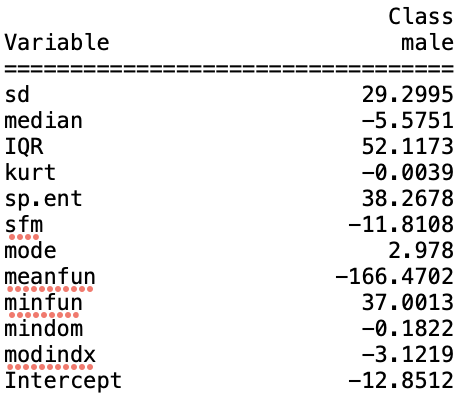 Class
Variable male
===================================
sd 29.2995
median -5.5751
IQR 52.1173
kurt -0.0039
sp.ent 38.2678
sfm -11.8108
mode 2.978
meanfun -166.4702
minfun 37.0013
mindom -0.1822
modindx -3.1219
Intercept -12.8512